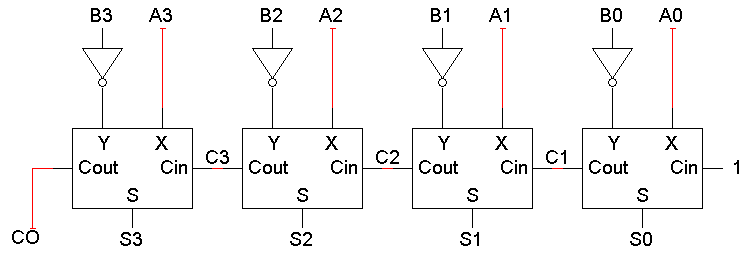 B3 A3 B2 A2 B1 A1 B0 A0
Y X Y X Y X Y X
Cout Cin C3 Cout Cin C2 Cout Cin C1 Cout Cin 1
S S S S
CO S3 S2 S1 S0